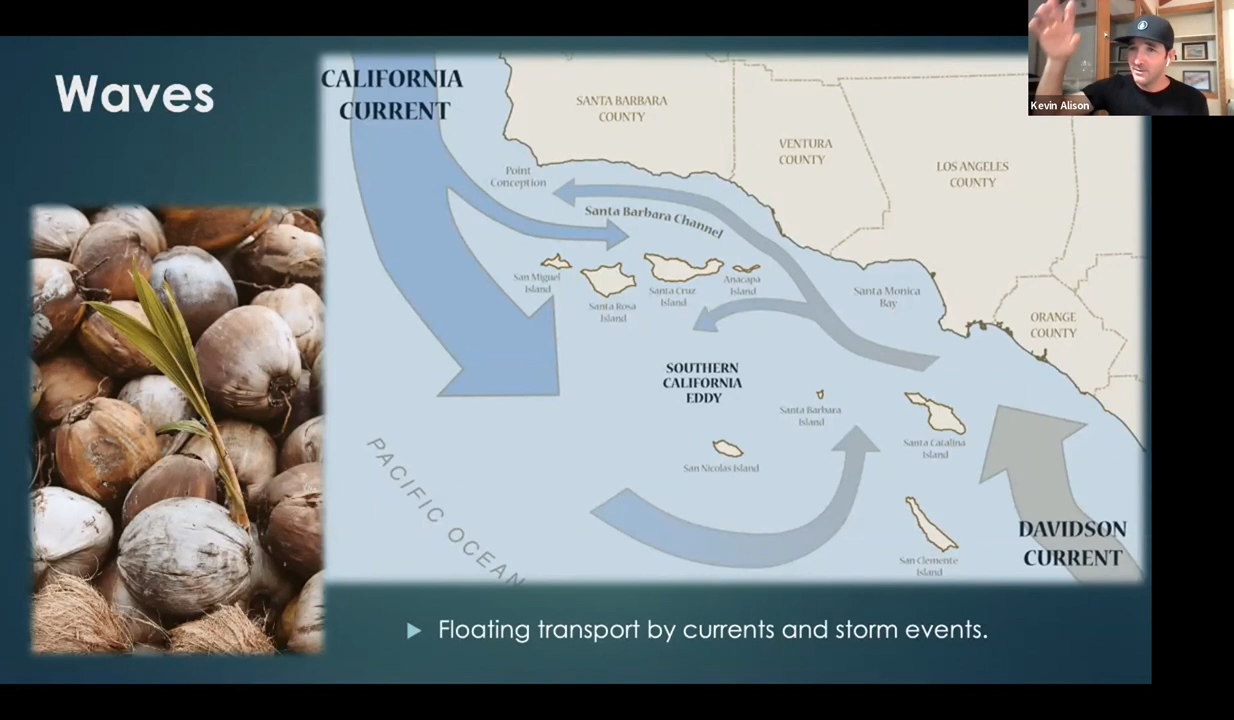 Waves
CALIFORNIA
CURRENT
SANTA BARBARA
COUNTY
VENTURA
COUNTY
LOS ANGELES
COUNTY
ORANGE
COUNTY
Point
Conception
Santa Barbara Channel
San Miguel
Island
Santa Rosa
Island
Santa Cruz
Island
Anacapa
Island
Santa Monica
Bay
SOUTHERN
CALIFORNIA
EDDY
Santa Barbara
Island
Santa Catalina
Island
San Nicolas Island
PACIFIC OCEAN
San Clemente
Island
DAVIDSON
CURRENT
Floating transport by currents and storm events.
Kevin Alison